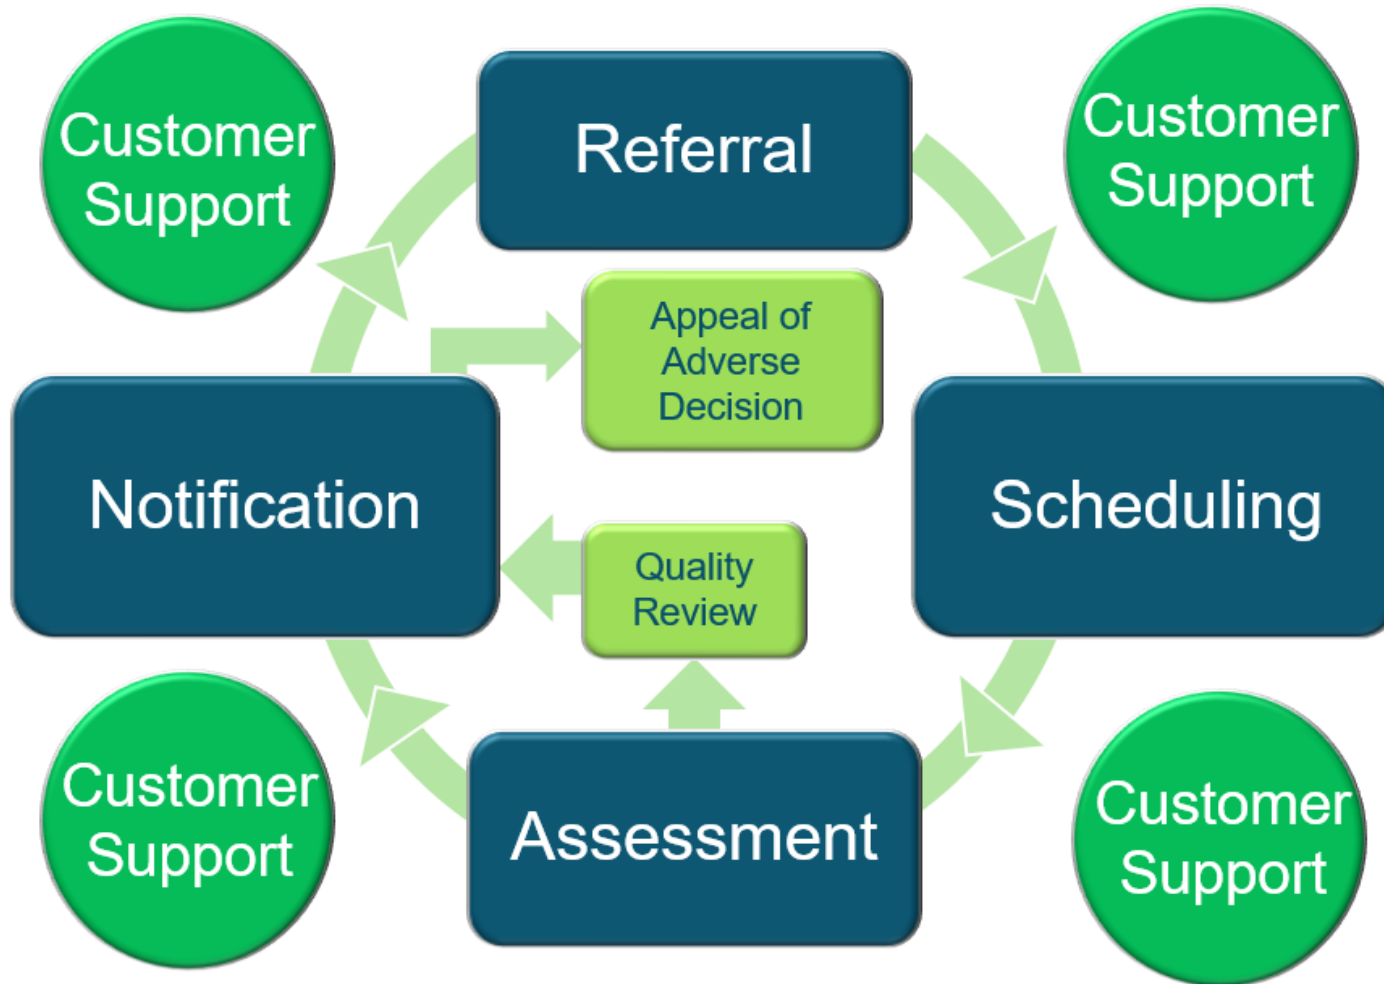 Customer
Support
Referral
Customer
Support
Appeal of
Adverse
Decision
Notification
Scheduling
Quality
Review
Customer
Support
Assessment
Customer
Support